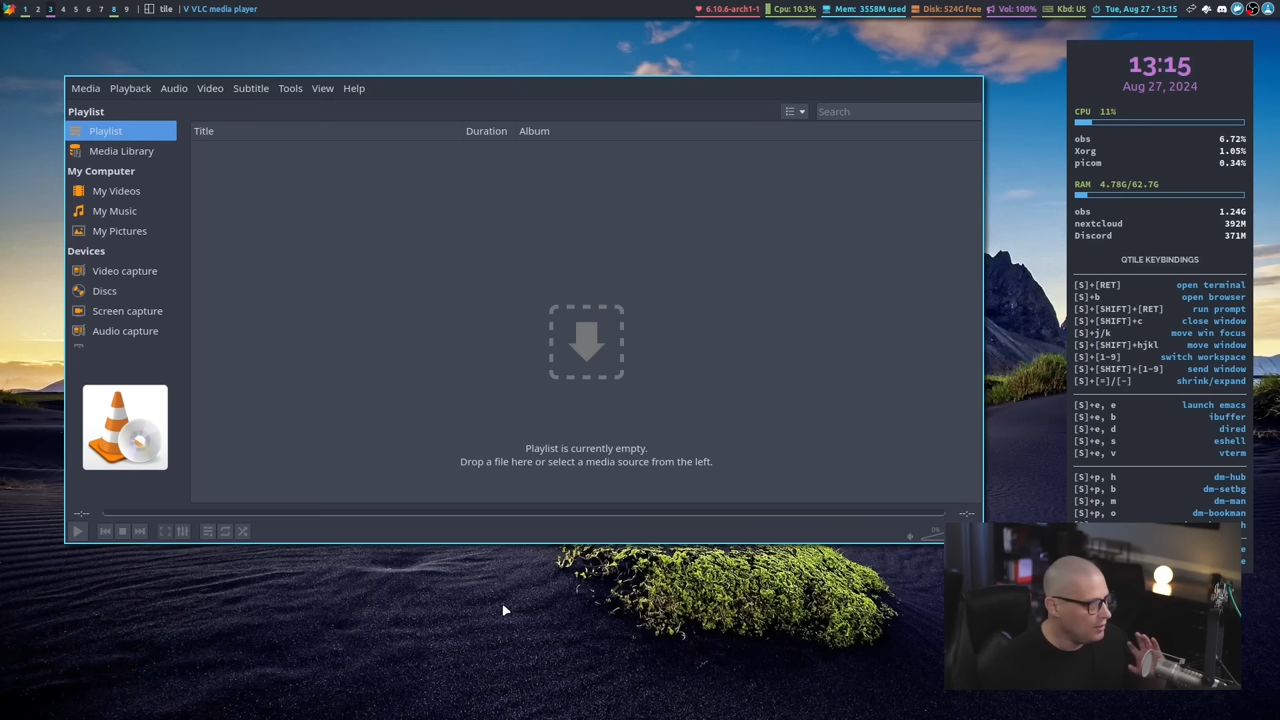 1 2 3 4 5 6 7 8 9 tile V VLC media player 6.10.6-arch1-1 Cpu: 10.3% Mem: 3558M used Disk: 524G free Vol: 100% Kbd: US Tue, Aug 27 - 13:15
Media Playback Audio Video Subtitle Tools View Help
Playlist
Search
Playlist
Media Library
My Computer
My Videos
My Music
My Pictures
Devices
Video capture
Discs
Screen capture
Audio capture
Title Duration Album
Playlist is currently empty.
Drop a file here or select a media source from the left.
--:-- --:--
0%
13:15
Aug 27, 2024
CPU 11%
obs 6.72%
Xorg 1.05%
picom 0.34%
RAM 4.78G/62.7G
obs 1.24G
nextcloud 392M
Discord 371M
QTILE KEYBINDINGS
[S]+[RET] open terminal
[S]+b open browser
[S]+[SHIFT]+[RET] run prompt
[S]+[SHIFT]+c close window
[S]+j/k move win focus
[S]+[SHIFT]+hjkl move window
[S]+[1-9] switch workspace
[S]+[SHIFT]+[1-9] send window
[S]+[=]/[-] shrink/expand
[S]+e, e launch emacs
[S]+e, b ibuffer
[S]+e, d dired
[S]+e, s eshell
[S]+e, v vterm
[S]+p, h dm-hub
[S]+p, b dm-setbg
[S]+p, m dm-man
[S]+p, o dm-bookman